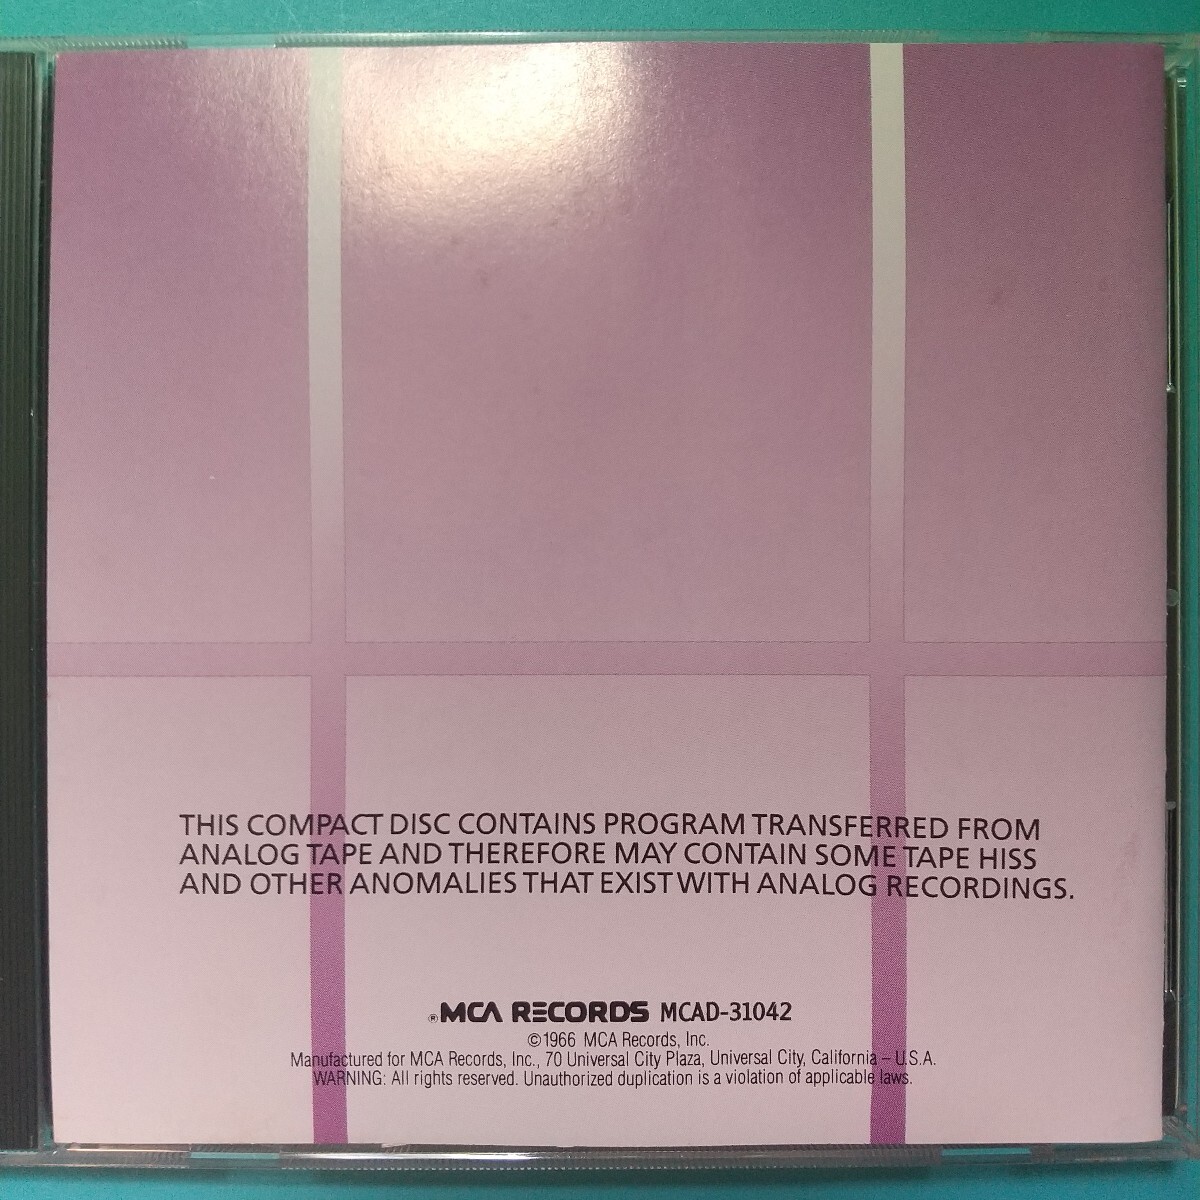 THIS COMPACT DISC CONTAINS PROGRAM TRANSFERRED FROM
ANALOG TAPE AND THEREFORE MAY CONTAIN SOME TAPE HISS
AND OTHER ANOMALIES THAT EXIST WITH ANALOG RECORDINGS.
®MCA RECORDS MCAD-31042
©1966 MCA Records, Inc.
Manufactured for MCA Records, Inc., 70 Universal City Plaza, Universal City, California – U.S.A.
WARNING: All rights reserved. Unauthorized duplication is a violation of applicable laws.